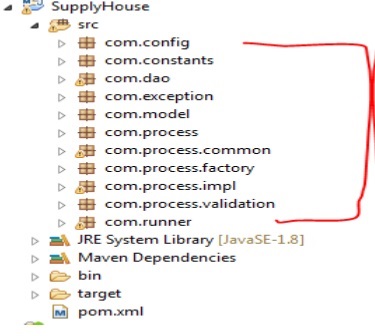 SupplyHouse
src
com.config
com.constants
com.dao
com.exception
com.model
com.process
com.process.common
com.process.factory
com.process.impl
com.process.validation
com.runner
JRE System Library [JavaSE-1.8]
Maven Dependencies
bin
target
pom.xml